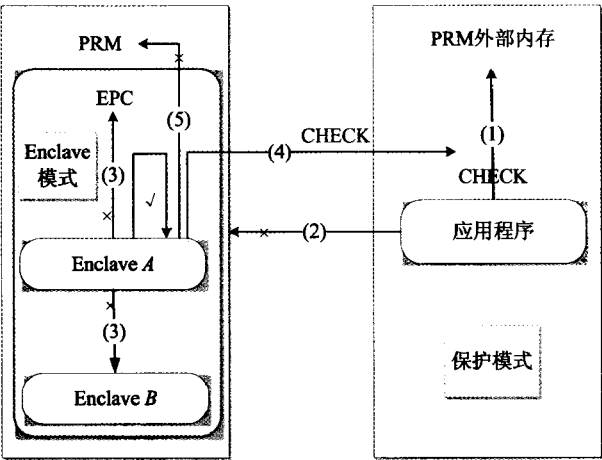 PRM
PRM外部内存
EPC
(5)
(1)
Enclave
模式
(3)
√
(4)
CHECK
CHECK
×
×
×
×
(2)
应用程序
Enclave A
(3)
保护模式
Enclave B